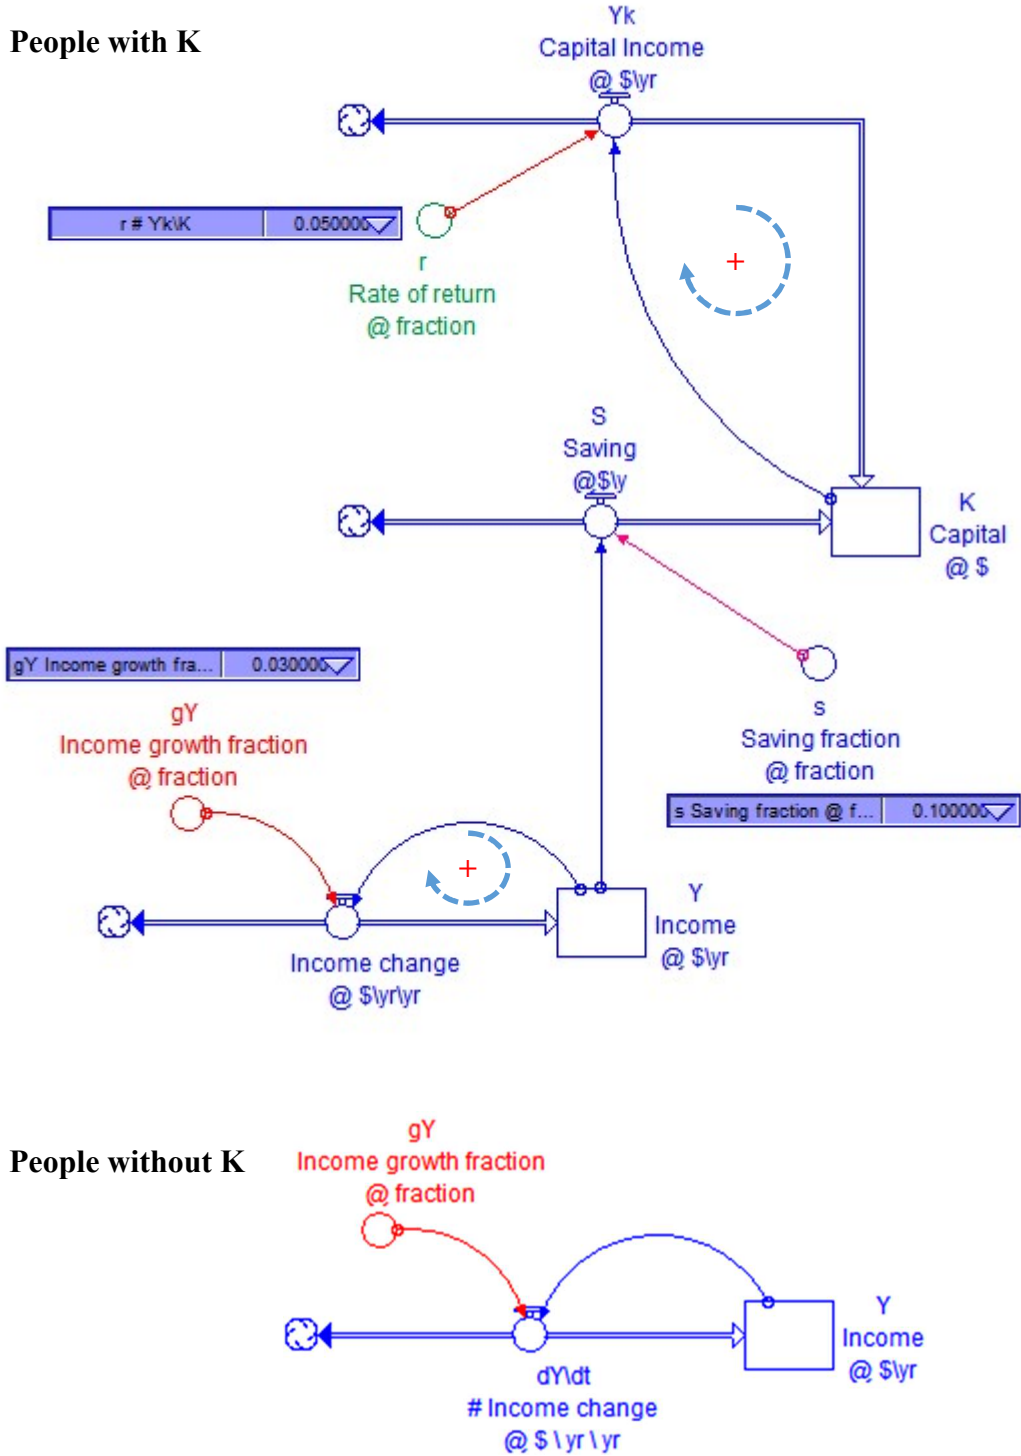 People with K
Yk
Capital Income
@ $\yr
r # Yk\K
0.050000
r
Rate of return
@ fraction
+
S
Saving
@$\y
K
Capital
@ $
gY Income growth fra...
0.030000
gY
Income growth fraction
@ fraction
s
Saving fraction
@ fraction
s Saving fraction @ f...
0.100000
+
Y
Income
@ $\yr
Income change
@ $\yr\yr
People without K
gY
Income growth fraction
@ fraction
Y
Income
@ $\yr
dY\dt
# Income change
@ $ \ yr \ yr